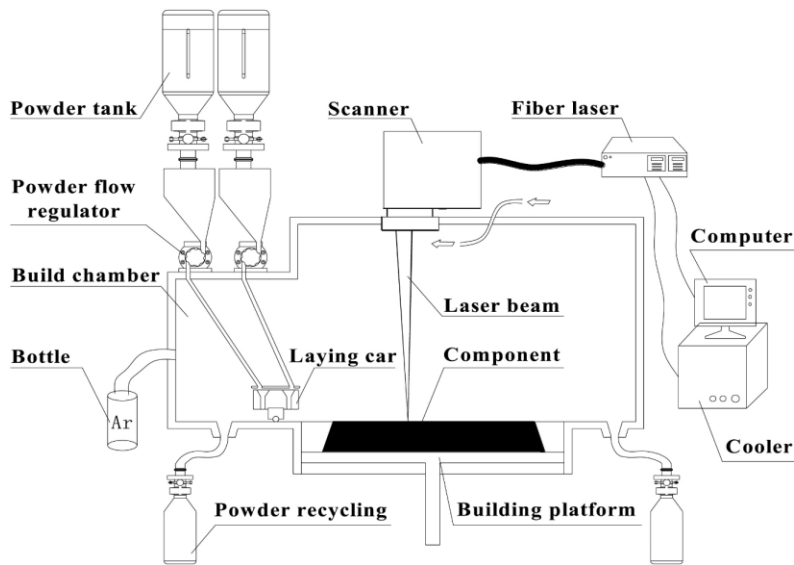 Powder tank
Scanner
Fiber laser
Powder flow
regulator
Computer
Build chamber
Laser beam
Bottle
Laying car
Component
Ar
Cooler
Powder recycling
Building platform